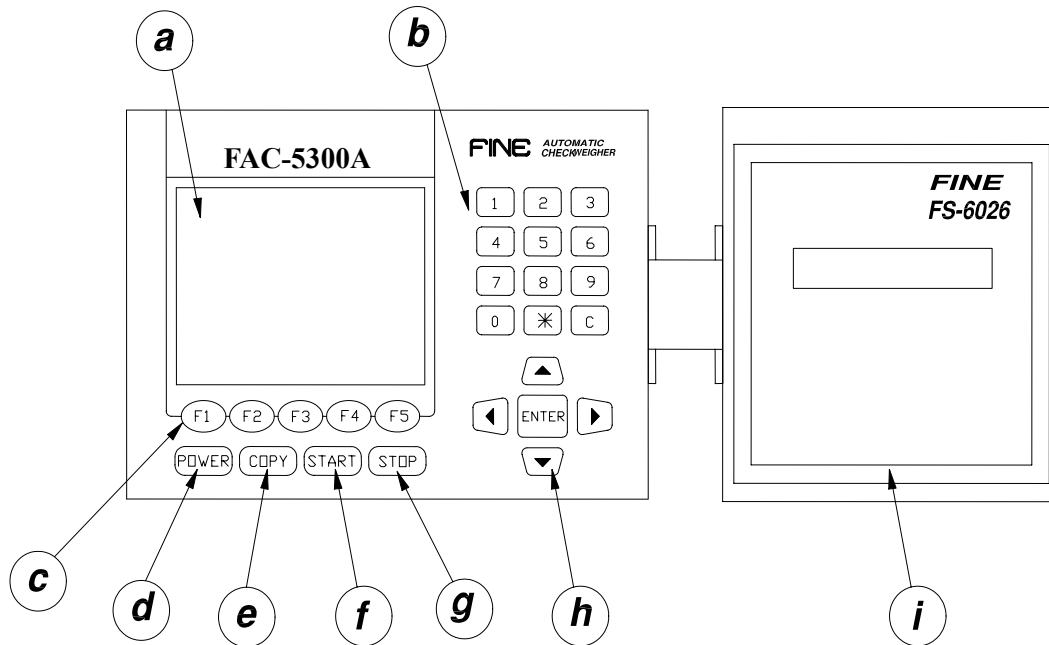 a
b
FAC-5300A
FINE AUTOMATIC
CHECKWEIGHER
1 2 3
4 5 6
7 8 9
0 * C
ENTER
F1 F2 F3 F4 F5
POWER COPY START STOP
FINE
FS-6026
c
d
e
f
g
h
i